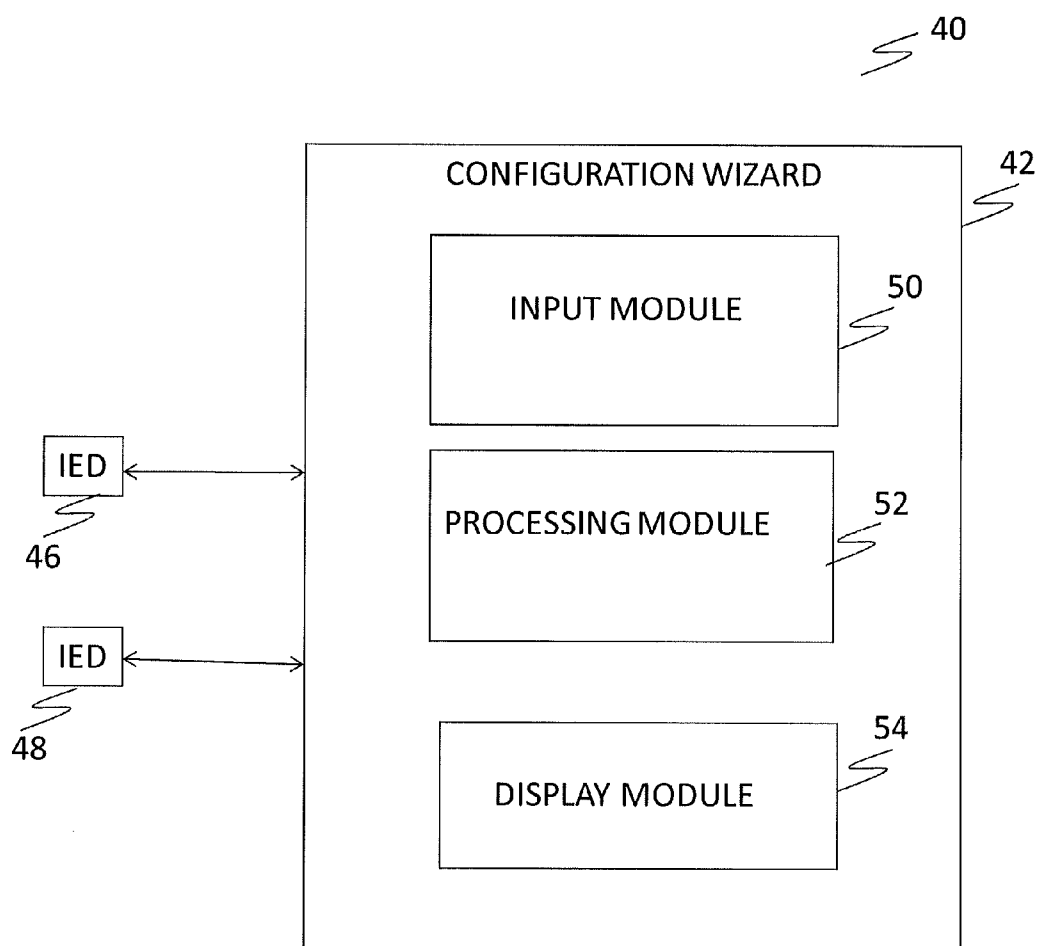 40
CONFIGURATION WIZARD
42
INPUT MODULE
50
IED
46
PROCESSING MODULE
52
IED
48
DISPLAY MODULE
54